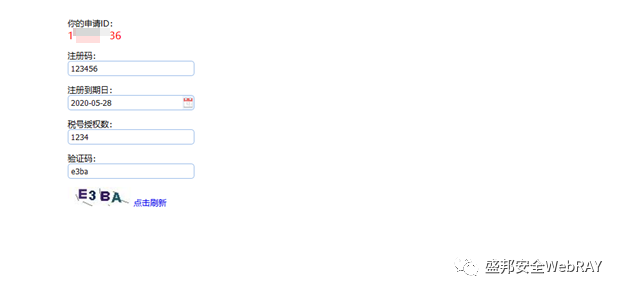 你的申请ID：
1 36
注册码：
123456
注册到期日：
2020-05-28
税号授权数：
1234
验证码：
e3ba
E3BA 点击刷新
盛邦安全WebRAY